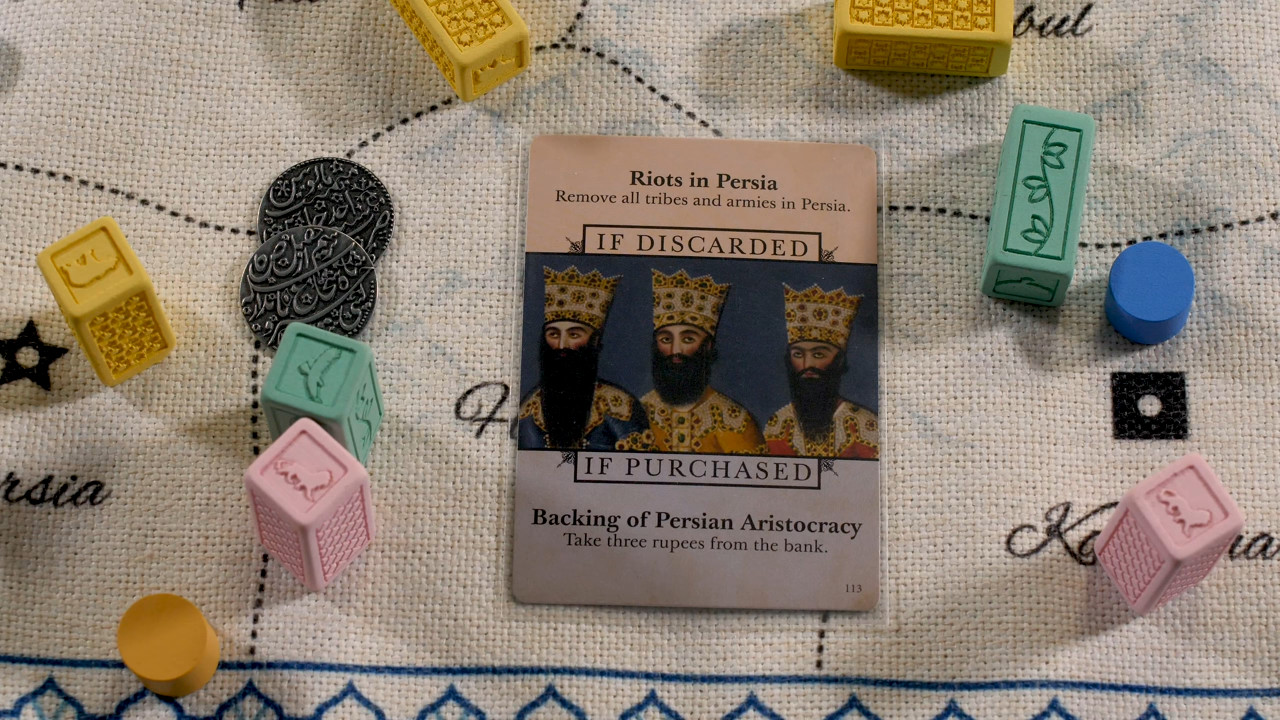 bul
Riots in Persia
Remove all tribes and armies in Persia.
IF DISCARDED
IF PURCHASED
rsia
Backing of Persian Aristocracy
Take three rupees from the bank.
113